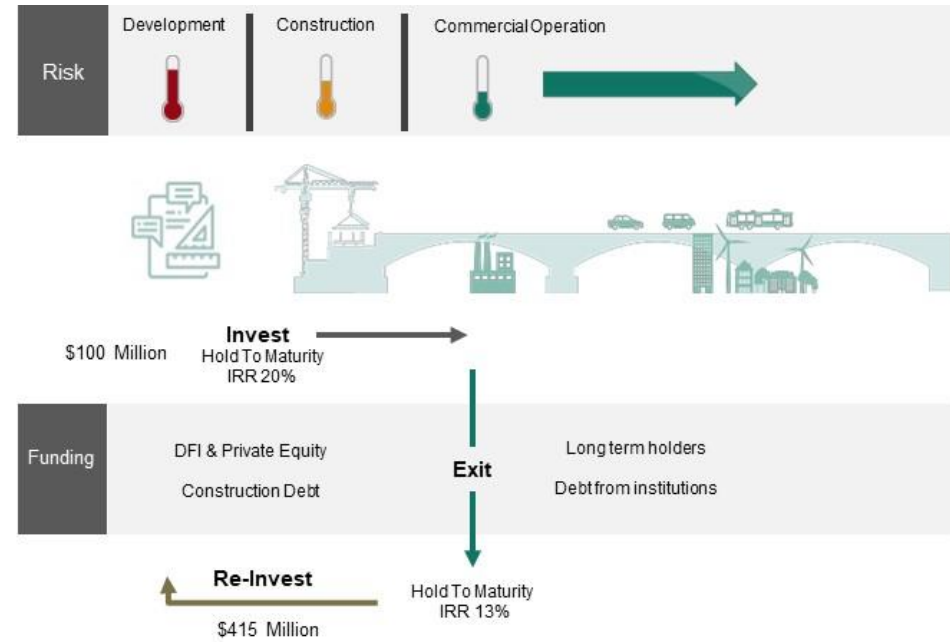 Risk
Development
Construction
Commercial Operation
$100 Million
Invest
Hold To Maturity
IRR 20%
Funding
DFI & Private Equity
Construction Debt
Exit
Long term holders
Debt from institutions
Re-Invest
$415 Million
Hold To Maturity
IRR 13%